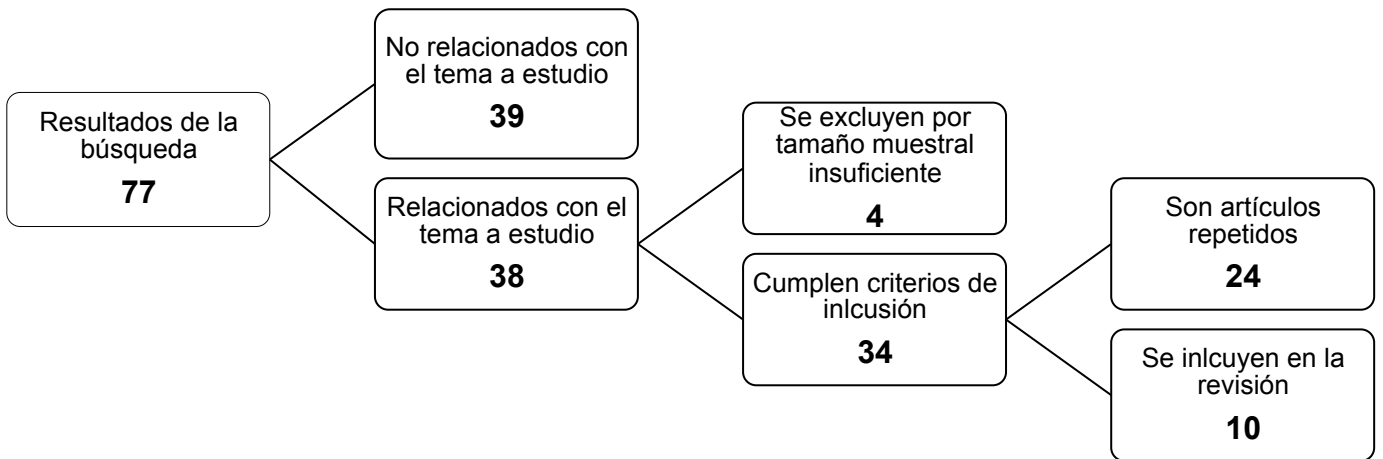 Resultados de la
búsqueda
77
No relacionados con
el tema a estudio
39
Relacionados con el
tema a estudio
38
Se excluyen por
tamaño muestral
insuficiente
4
Cumplen criterios de
inlcusión
34
Son artículos
repetidos
24
Se inlcuyen en la
revisión
10